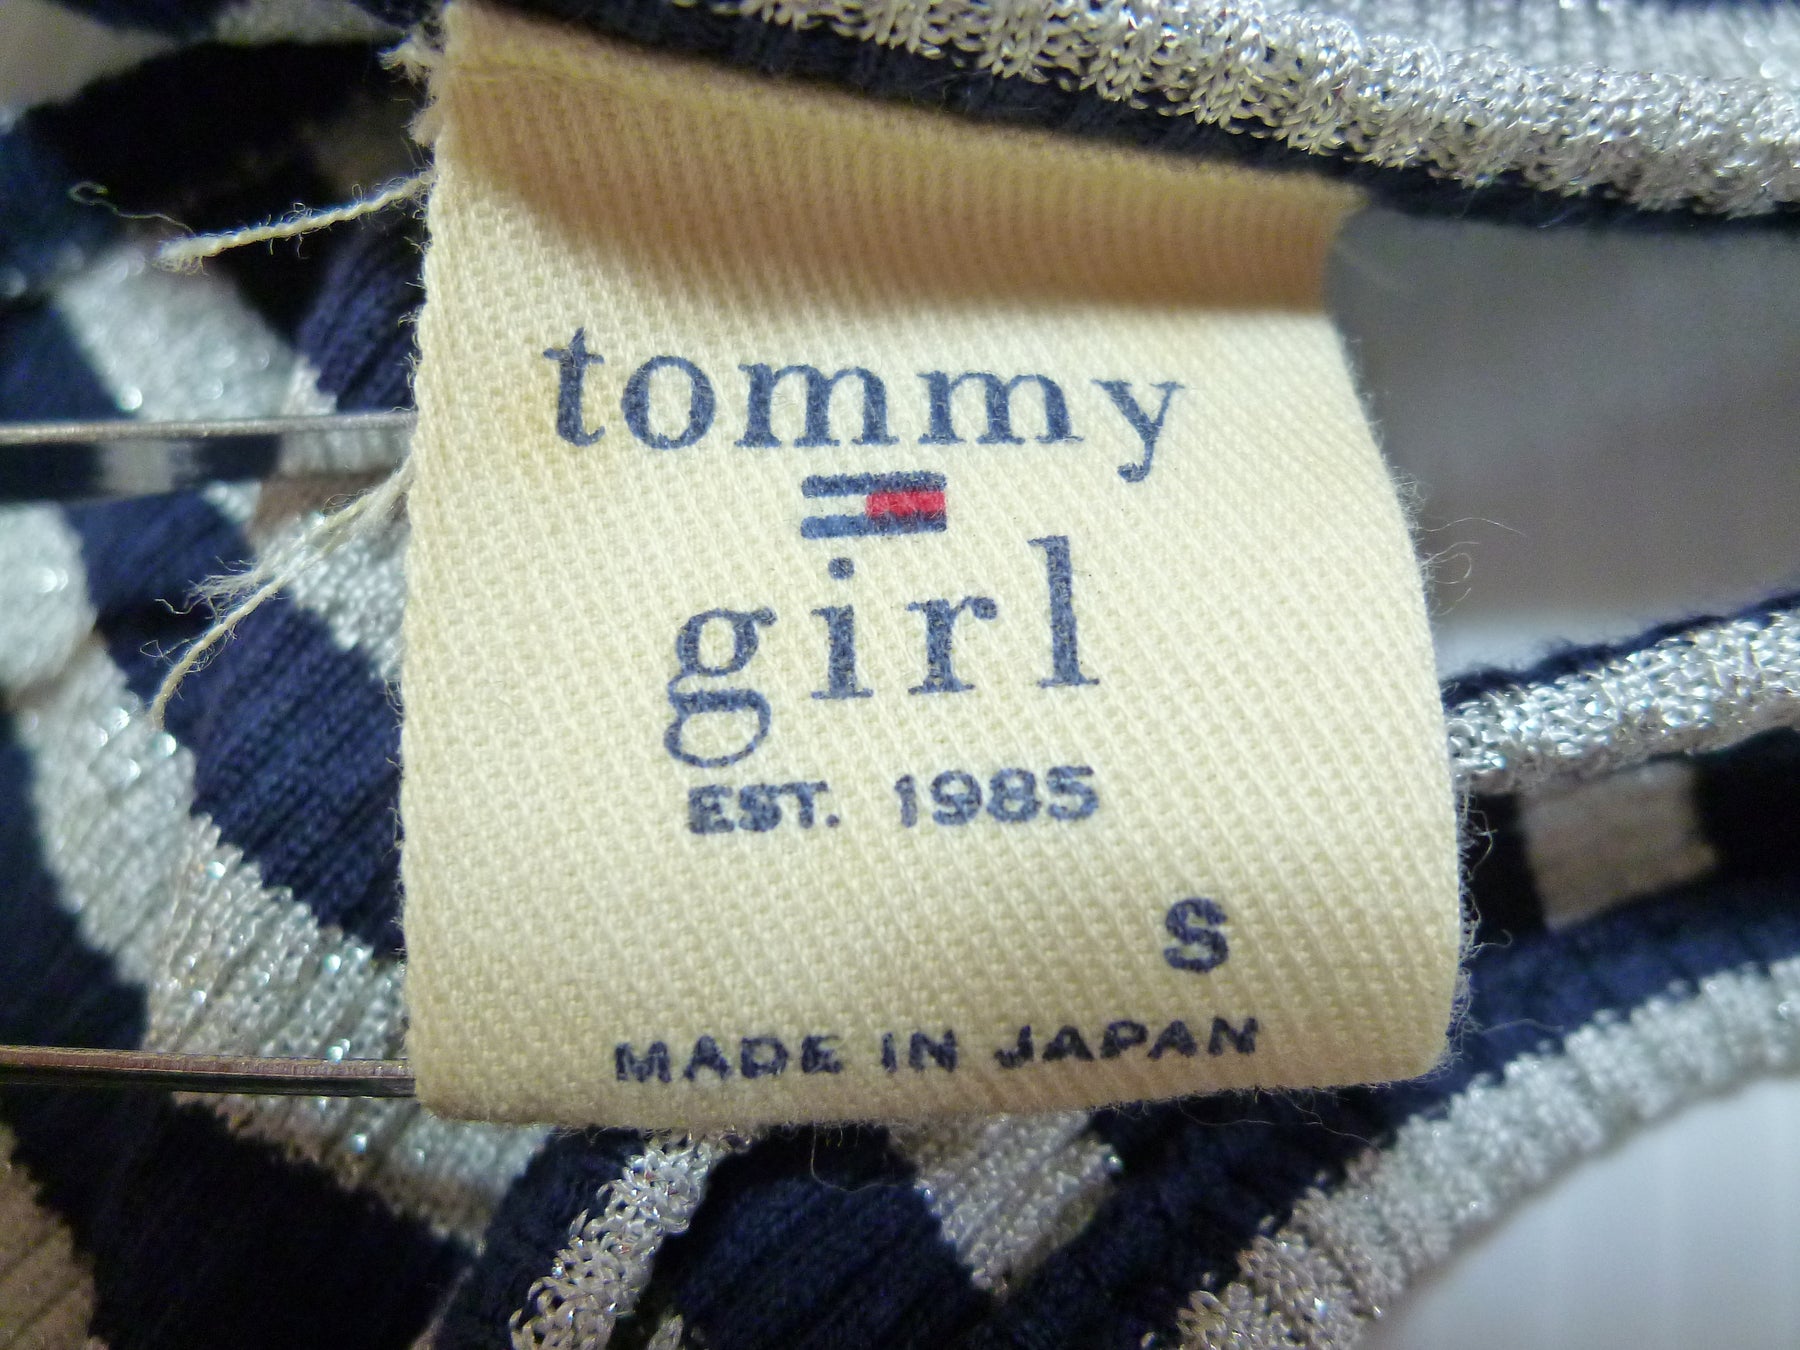 tommy
girl
EST. 1985
S
MADE IN JAPAN